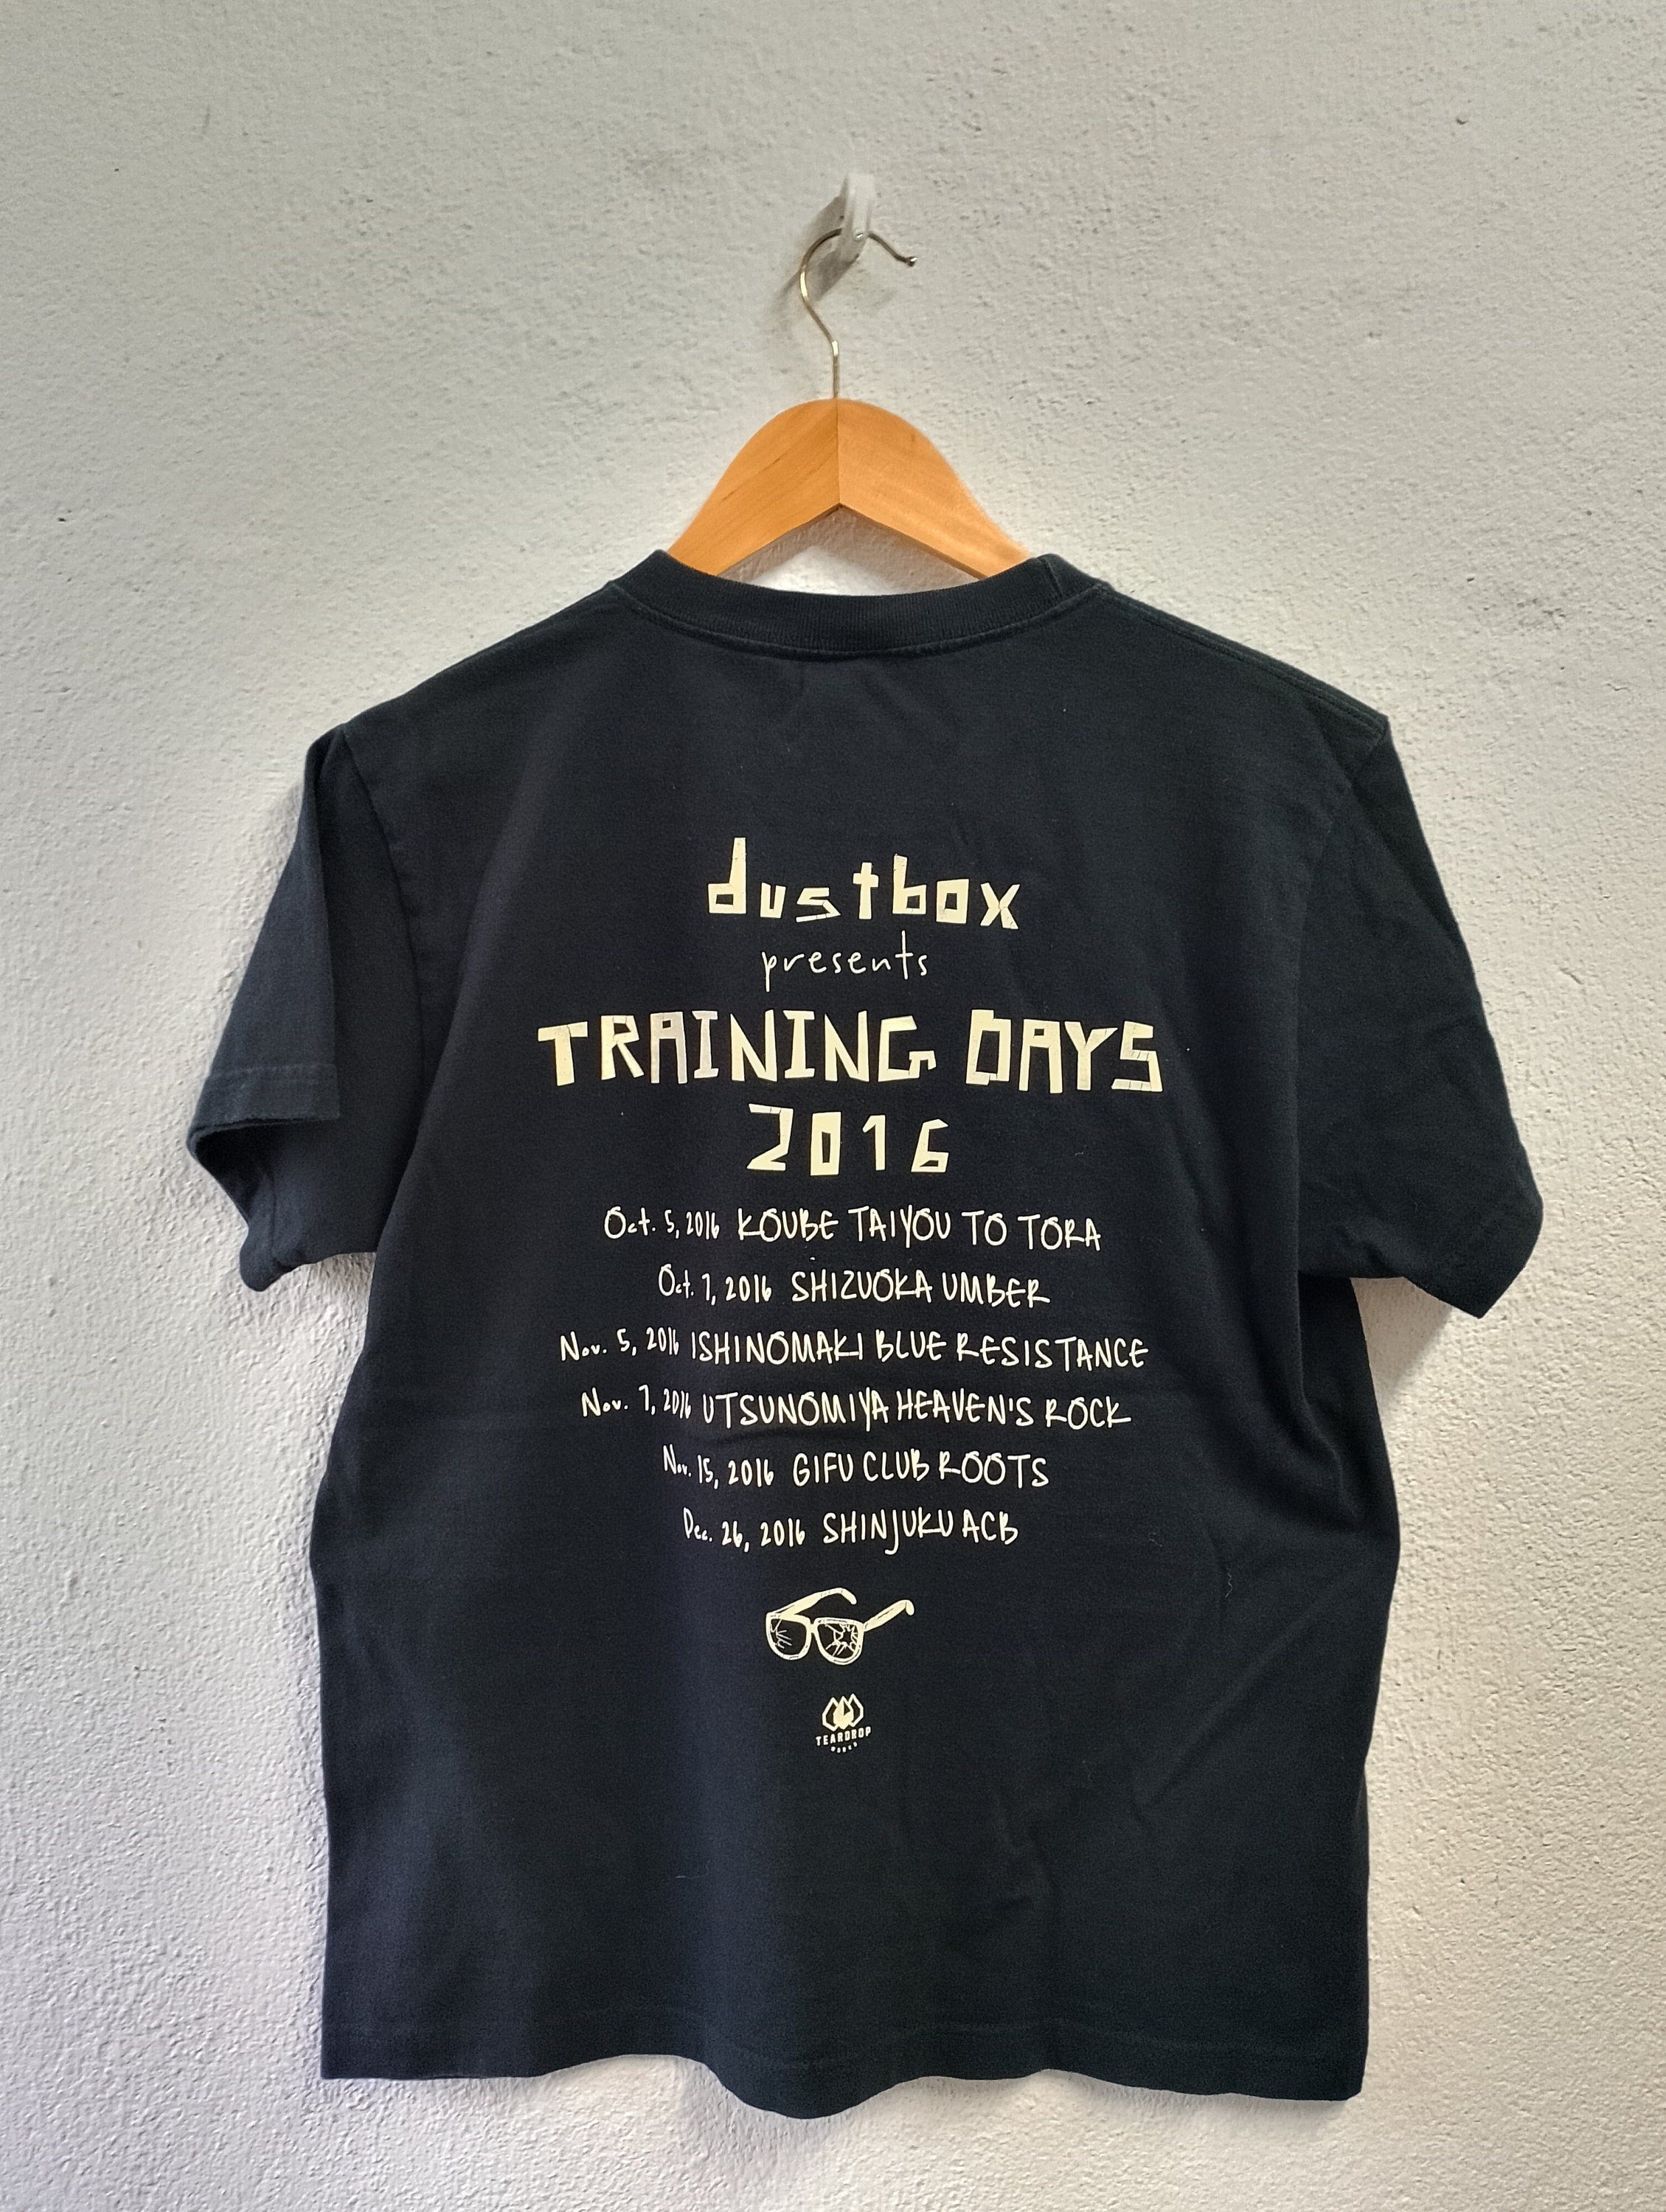 dustbox
presents
TRAINING DAYS
2016
Oct. 5, 2016 KOUBE TAIYOU TO TORA
Oct. 7, 2016 SHIZUOKA UMBER
Nov. 5, 2016 ISHINOMAKI BLUE RESISTANCE
Nov. 7, 2016 UTSUNOMIYA HEAVEN'S ROCK
Nov. 15, 2016 GIFU CLUB ROOTS
Dec. 26, 2016 SHINJUKU ACB
TEARDROP
WORKS